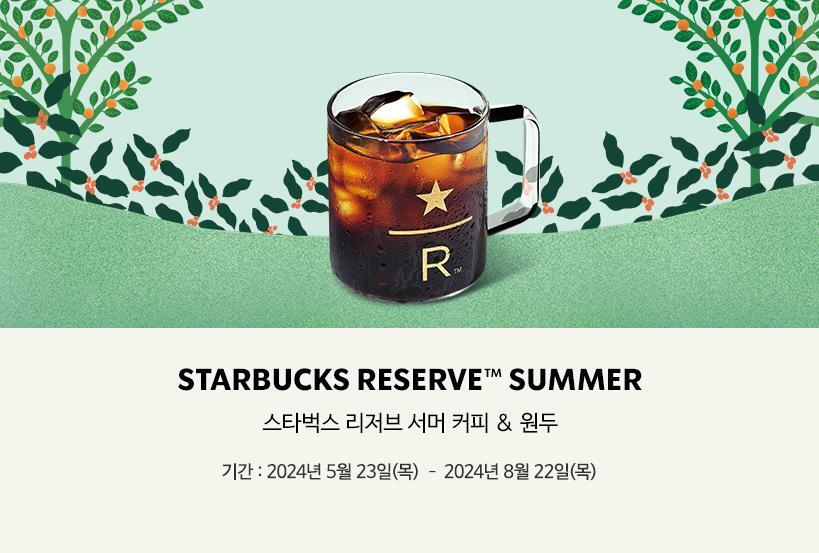 R™
STARBUCKS RESERVE™ SUMMER
스타벅스 리저브 서머 커피 & 원두
기간 : 2024년 5월 23일(목) - 2024년 8월 22일(목)